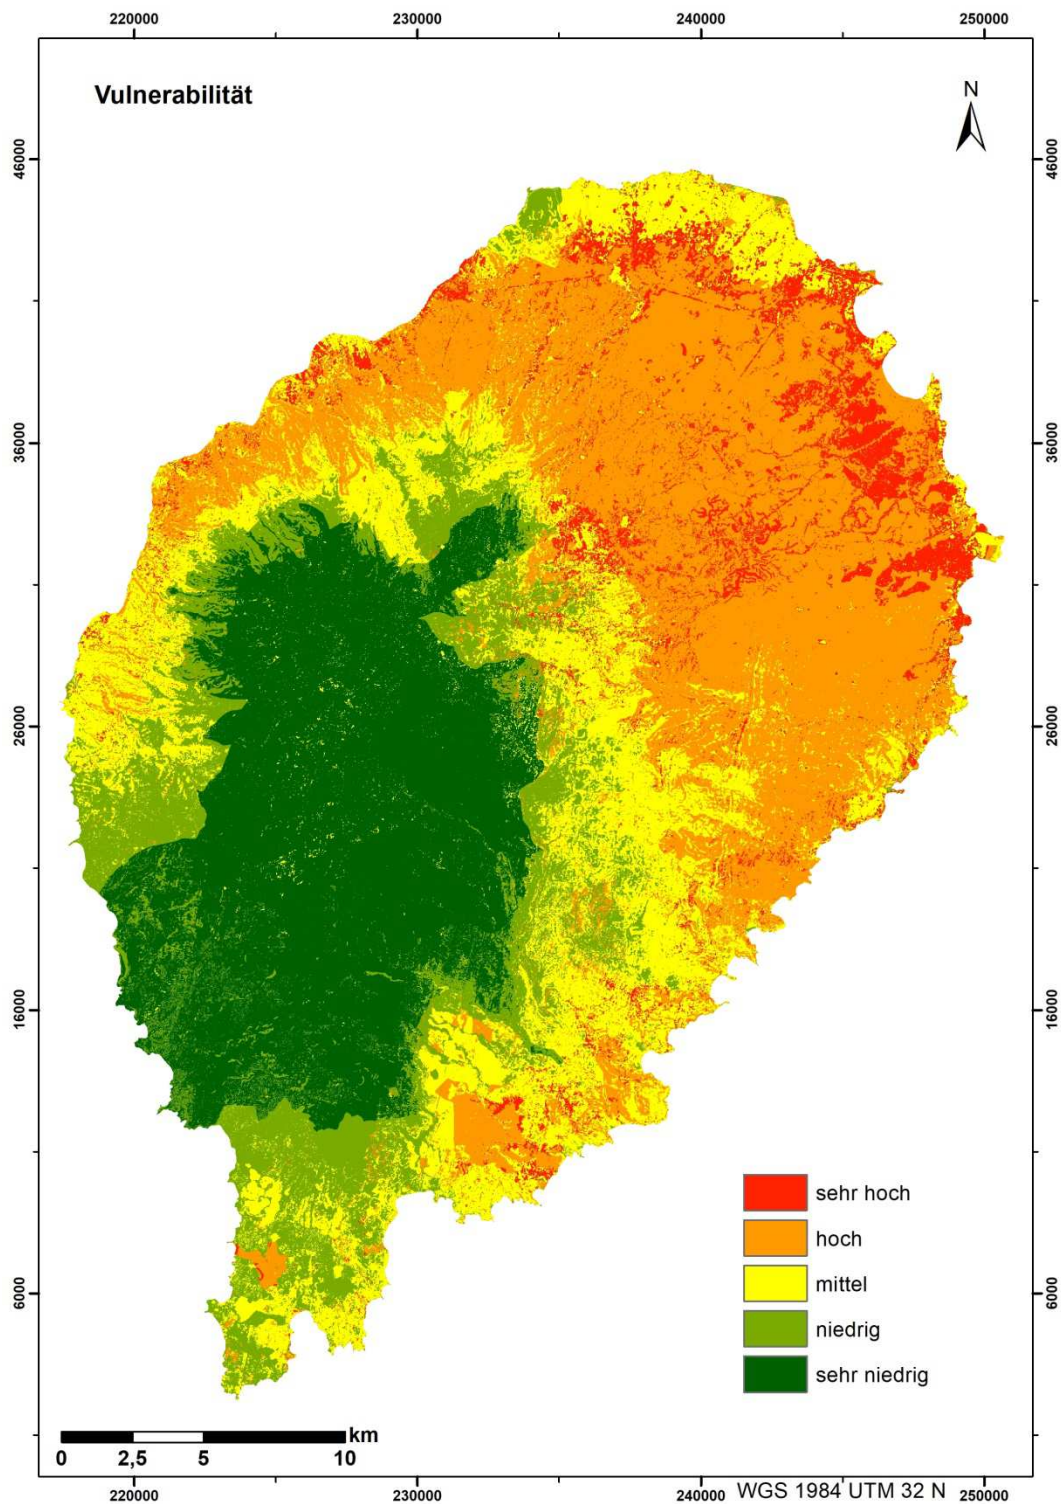 220000 230000 240000 250000
Vulnerabilität
N
46000 46000
36000 36000
26000 26000
16000 16000
sehr hoch
hoch
6000 mittel 6000
niedrig
sehr niedrig
km
0 2,5 5 10
WGS 1984 UTM 32 N
220000 230000 240000 250000